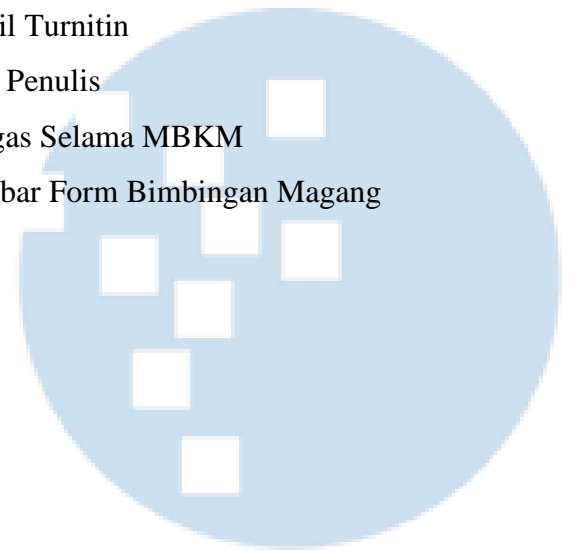 il Turnitin
Penulis
gas Selama MBKM
bar Form Bimbingan Magang